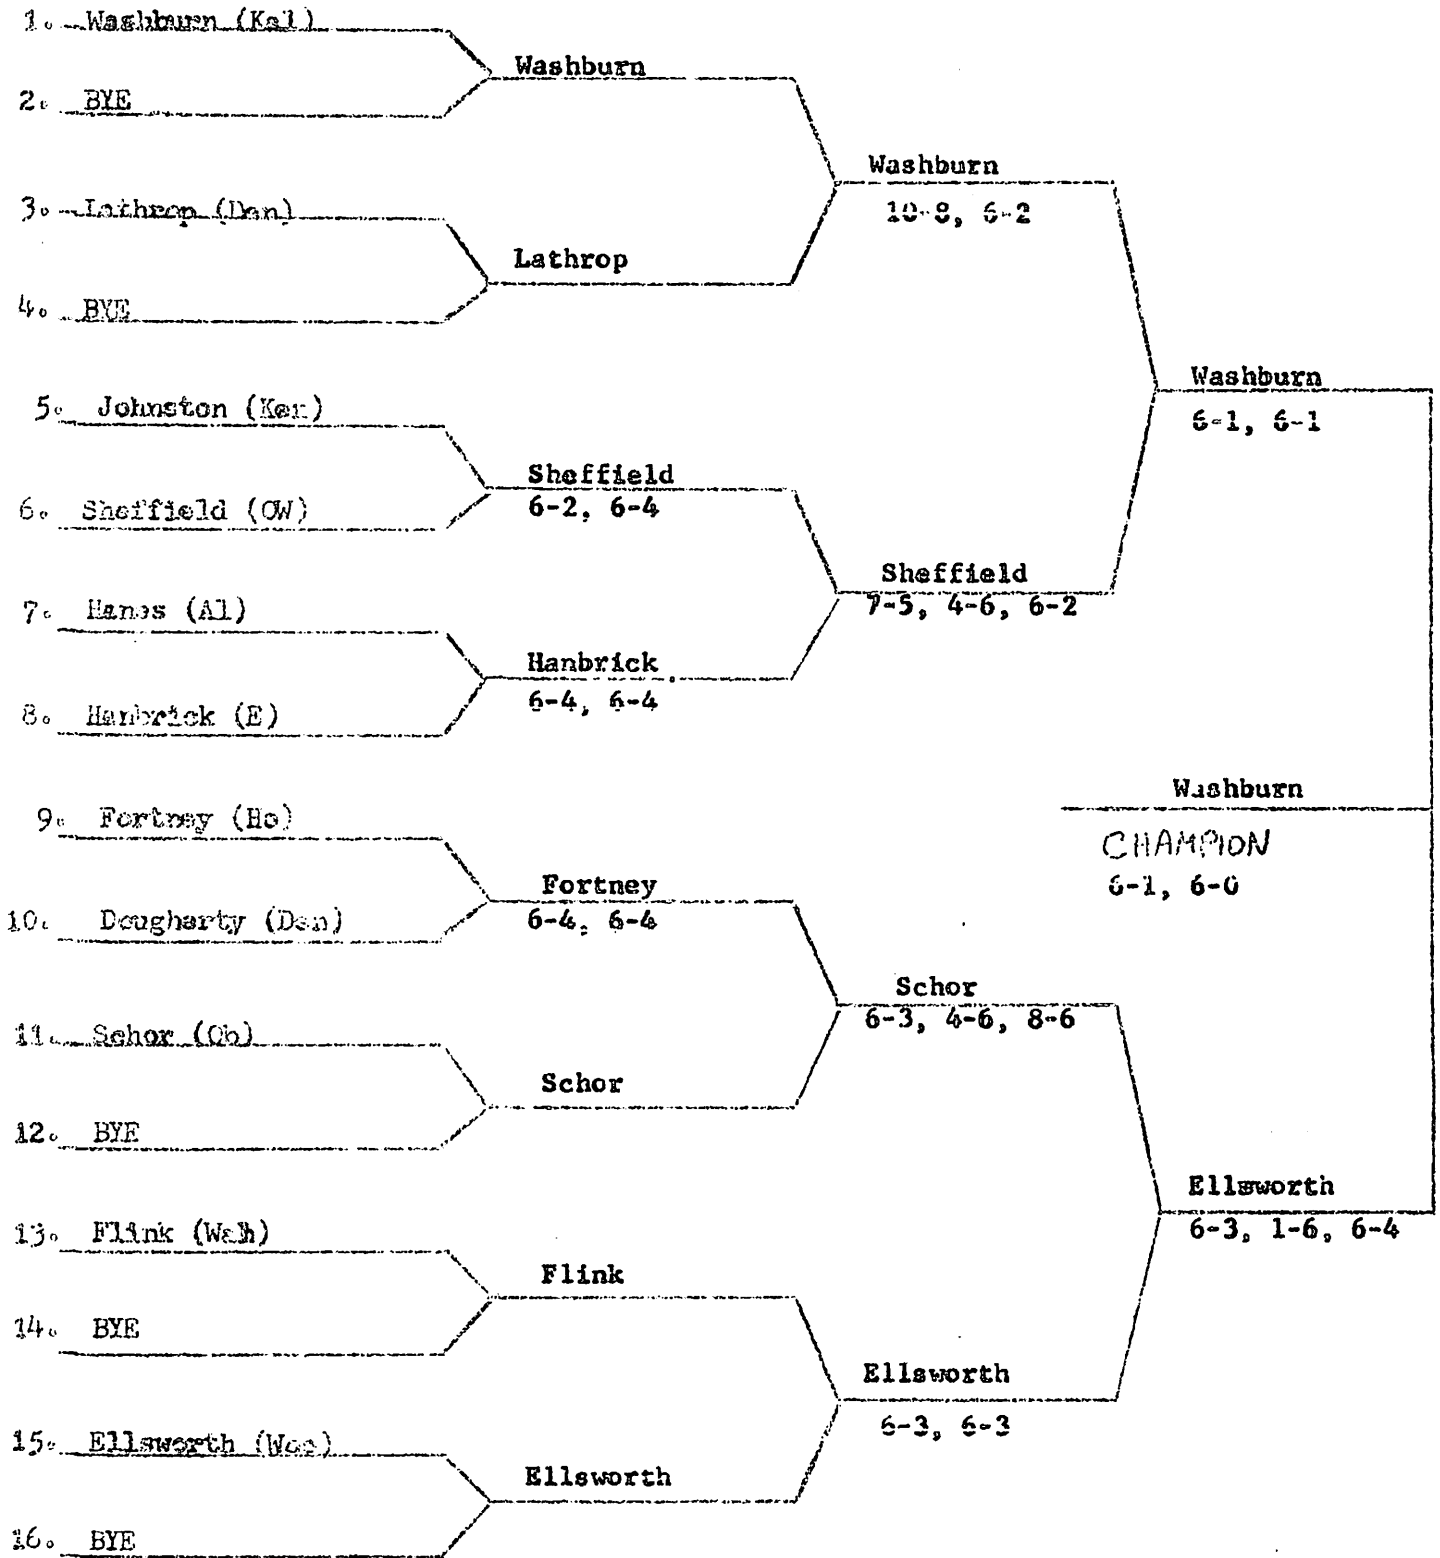 1. Washburn (Kal)
2. BYE
3. Lathrop (Den)
4. BYE
5. Johnston (Ken)
6. Sheffield (OW)
7. Hanes (Al)
8. Hanbrick (E)
9. Fortney (Ho)
10. Dougherty (Den)
11. Schor (Ob)
12. BYE
13. Flink (Wah)
14. BYE
15. Ellsworth (Woo)
16. BYE
Washburn
Lathrop
Sheffield
6-2, 6-4
Hanbrick
6-4, 6-4
Fortney
6-4, 6-4
Schor
Flink
Ellsworth
Washburn
10-8, 6-2
Sheffield
7-5, 4-6, 6-2
Schor
6-3, 4-6, 8-6
Ellsworth
6-3, 6-3
Washburn
6-1, 6-1
Ellsworth
6-3, 1-6, 6-4
Washburn
CHAMPION
6-1, 6-0